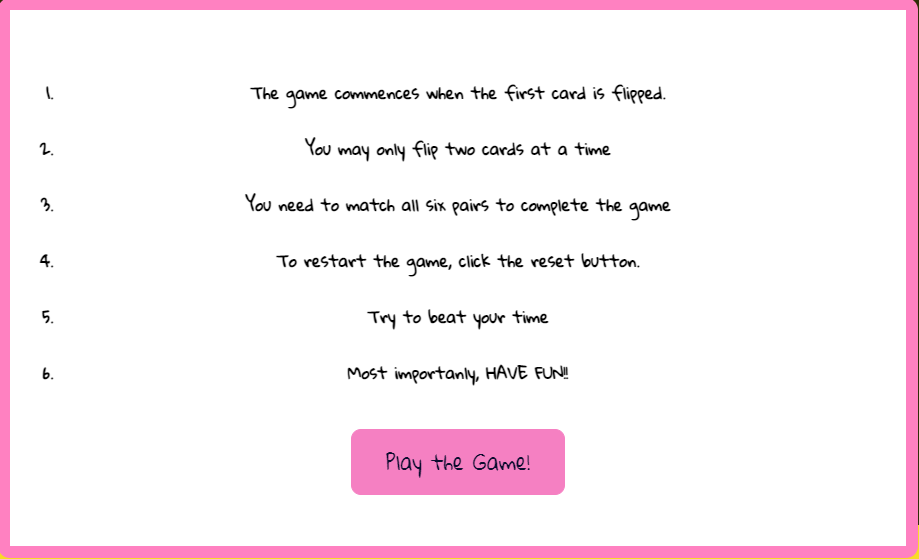 1. The game commences when the first card is flipped.
2. You may only flip two cards at a time
3. You need to match all six pairs to complete the game
4. To restart the game, click the reset button.
5. Try to beat your time
6. Most importanly, HAVE FUN!!
Play the Game!